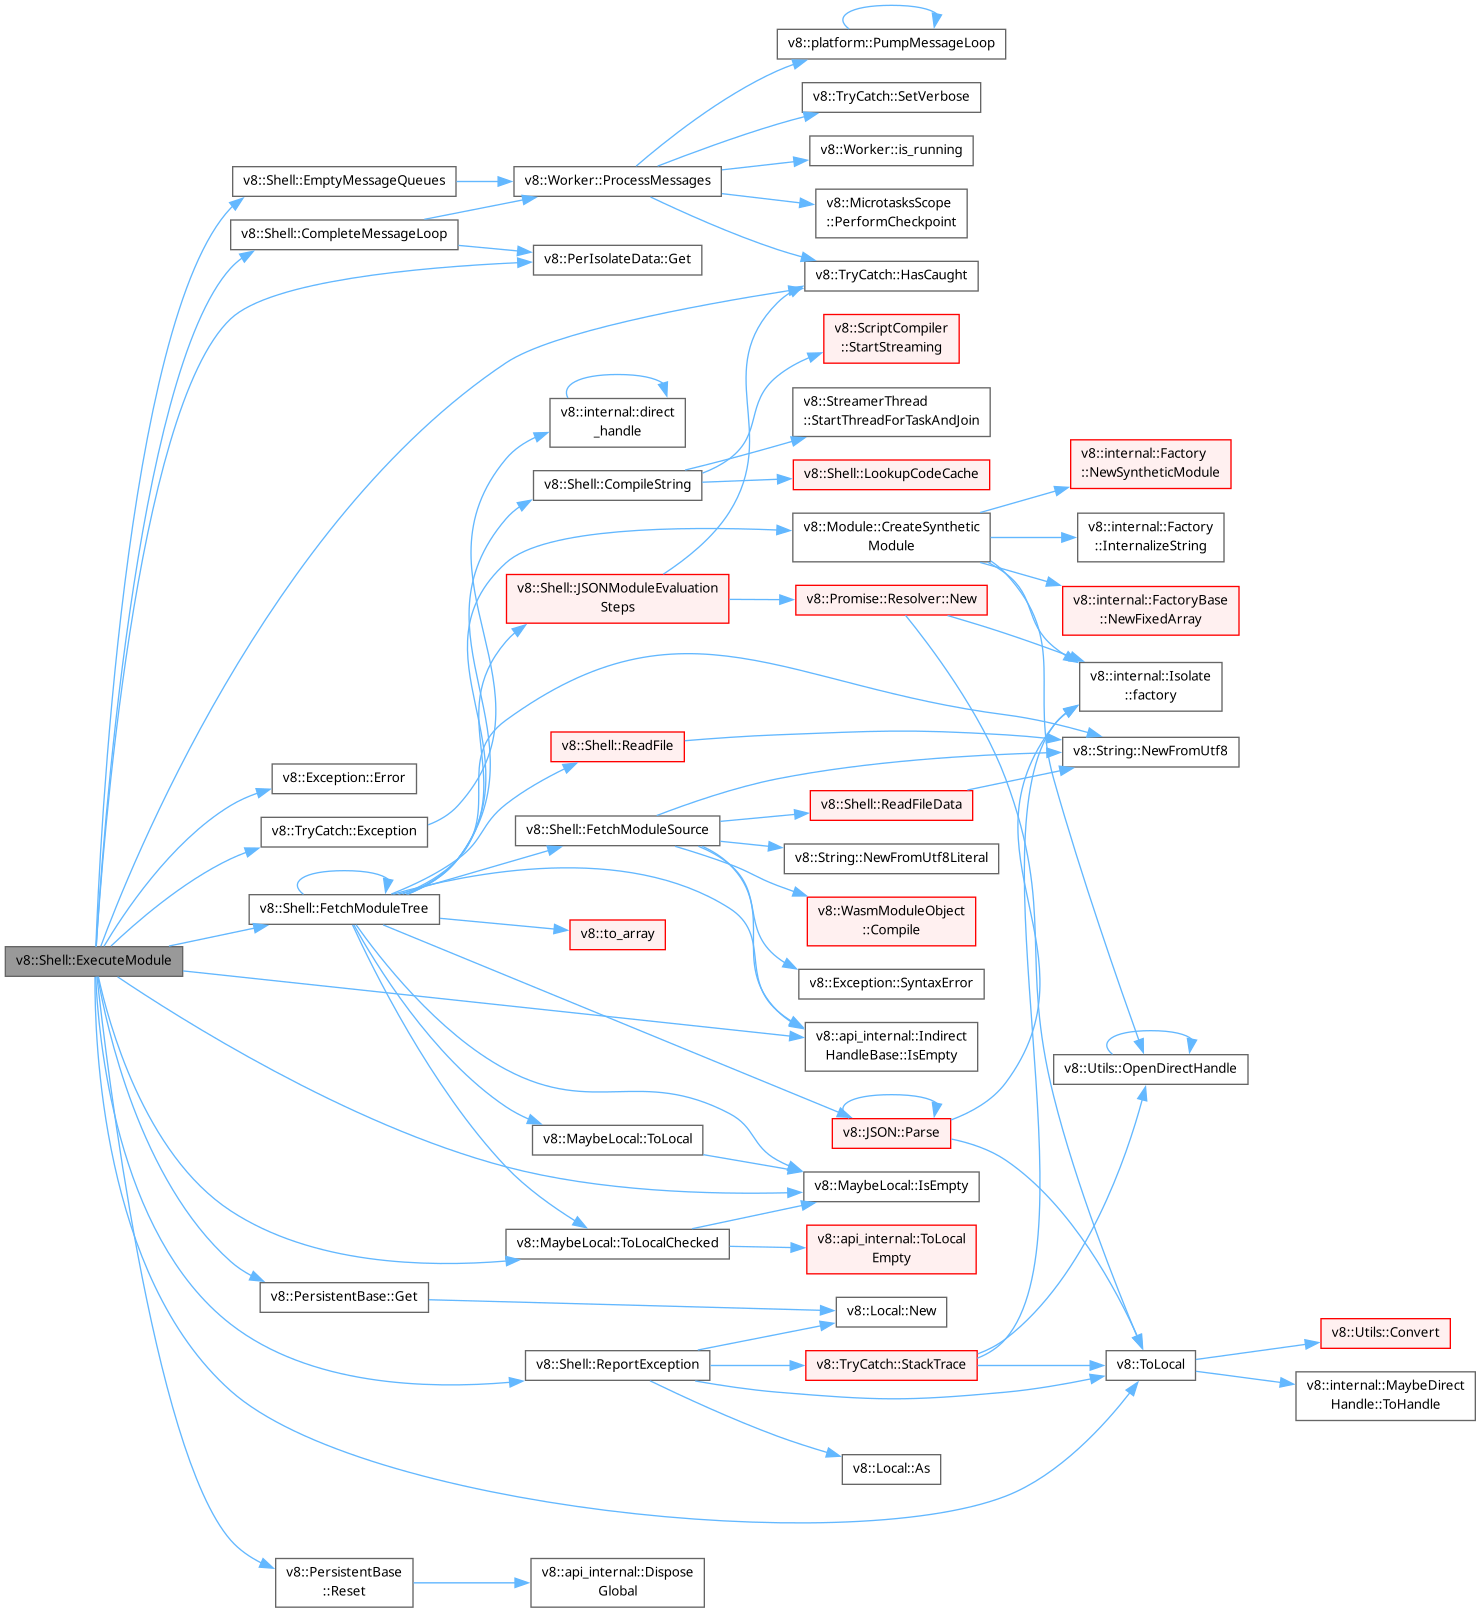 v8::platform::PumpMessageLoop
v8::TryCatch::SetVerbose
v8::Worker::is_running
v8::Shell::EmptyMessageQueues
v8::Worker::ProcessMessages
v8::MicrotasksScope
::PerformCheckpoint
v8::Shell::CompleteMessageLoop
v8::PerIsolateData::Get
v8::TryCatch::HasCaught
v8::ScriptCompiler
::StartStreaming
v8::internal::direct
_handle
v8::StreamerThread
::StartThreadForTaskAndJoin
v8::Shell::CompileString
v8::Shell::LookupCodeCache
v8::internal::Factory
::NewSyntheticModule
v8::Module::CreateSynthetic
Module
v8::internal::Factory
::InternalizeString
v8::Shell::JSONModuleEvaluation
Steps
v8::Promise::Resolver::New
v8::internal::FactoryBase
::NewFixedArray
v8::internal::Isolate
::factory
v8::Shell::ReadFile
v8::String::NewFromUtf8
v8::Exception::Error
v8::TryCatch::Exception
v8::Shell::FetchModuleSource
v8::Shell::ReadFileData
v8::String::NewFromUtf8Literal
v8::Shell::FetchModuleTree
v8::to_array
v8::WasmModuleObject
::Compile
v8::Shell::ExecuteModule
v8::Exception::SyntaxError
v8::api_internal::Indirect
HandleBase::IsEmpty
v8::Utils::OpenDirectHandle
v8::MaybeLocal::ToLocal
v8::JSON::Parse
v8::MaybeLocal::IsEmpty
v8::MaybeLocal::ToLocalChecked
v8::api_internal::ToLocal
Empty
v8::PersistentBase::Get
v8::Local::New
v8::Shell::ReportException
v8::TryCatch::StackTrace
v8::ToLocal
v8::Utils::Convert
v8::internal::MaybeDirect
Handle::ToHandle
v8::Local::As
v8::PersistentBase
::Reset
v8::api_internal::Dispose
Global